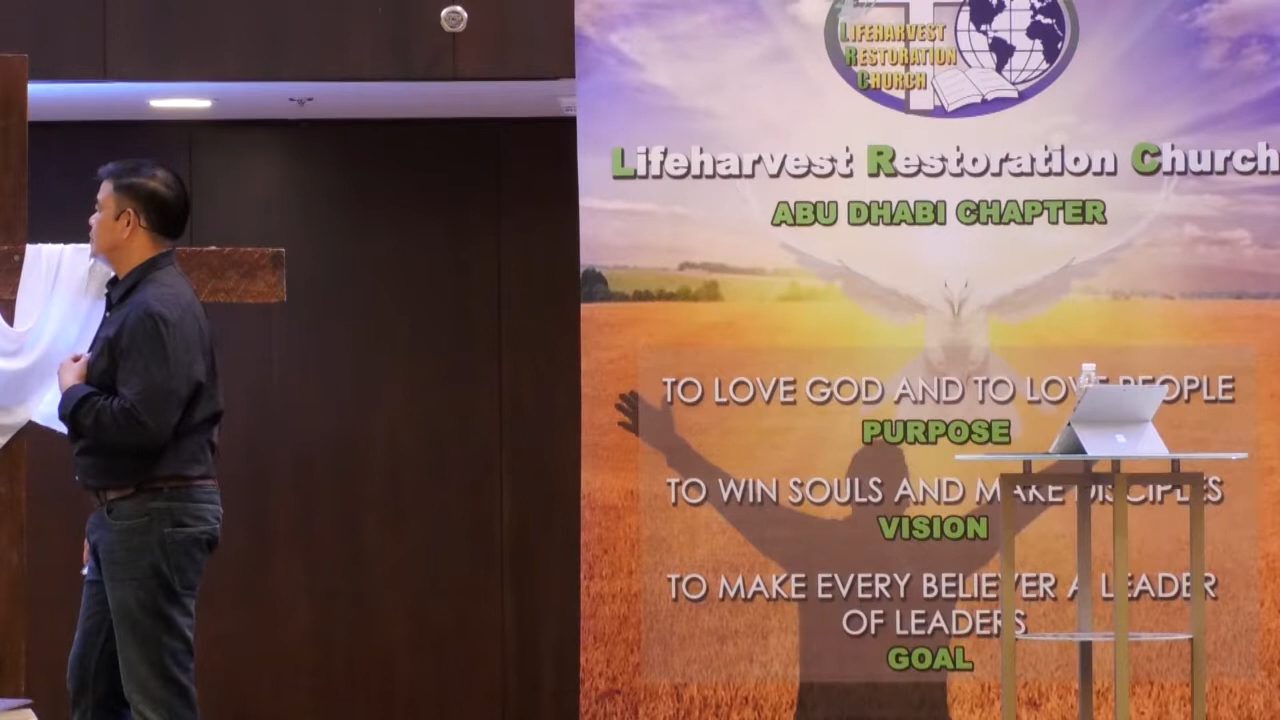 LIFEHARVEST
RESTORATION
CHURCH
Lifeharvest Restoration Church
ABU DHABI CHAPTER
TO LOVE GOD AND TO LOVE PEOPLE
PURPOSE
TO WIN SOULS AND MAKE DISCIPLES
VISION
TO MAKE EVERY BELIEVER A LEADER
OF LEADERS
GOAL